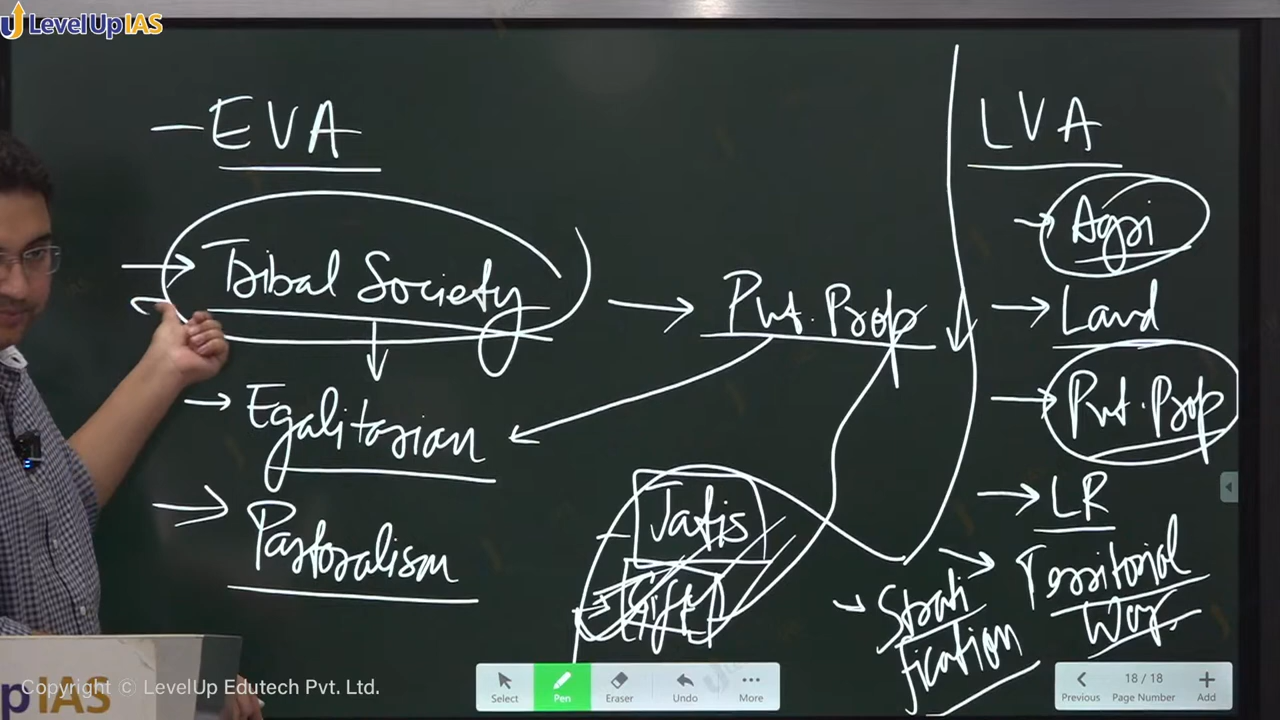 LevelUp IAS
– EVA
→ Tribal Society → Pvt. Prop
→ Egalitarian
→ Pastoralism
Jatis
LVA
→ Agri
→ Land
→ Pvt. Prop
→ LR
→ Territorial
War.
→ Strati
fication
Select
Pen
Eraser
Undo
More
Previous
18 / 18
Page Number
Add
pIAS
Copyright © LevelUp Edutech Pvt. Ltd.